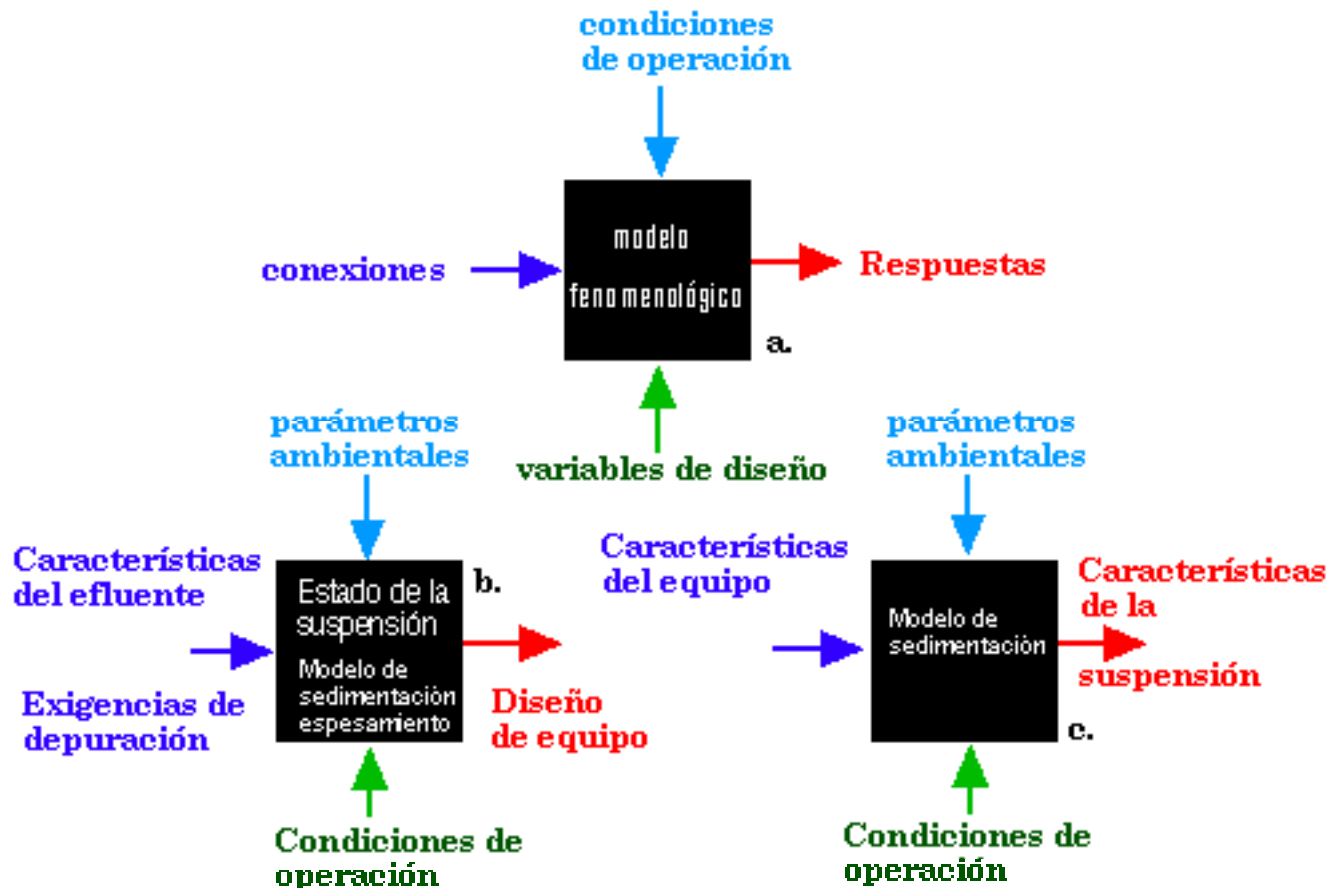 condiciones
de operación
modelo
fenomenológico
conexiones
Respuestas
a.
variables de diseño
parámetros
ambientales
Características
del efluente
Exigencias de
depuración
Estado de la
suspensión
Modelo de
sedimentación
espesamiento
b.
Diseño
de equipo
Condiciones de
operación
parámetros
ambientales
Características
del equipo
Modelo de
sedimentación
Características
de la
suspensión
c.
Condiciones de
operación